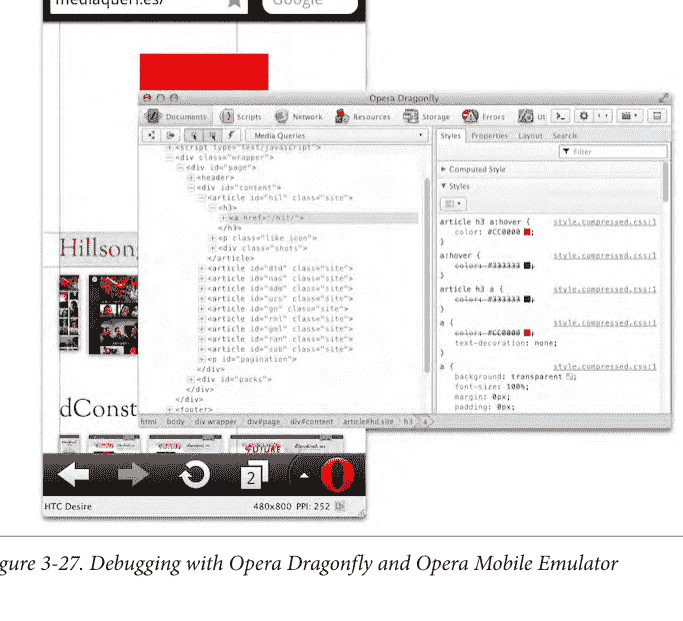 mediaqueri.es/
Google
Opera Dragonfly
Documents
Scripts
Network
Resources
Storage
Errors
Ut
Media Queries
Styles
Properties
Layout
Search
Filter
<script type="text/javascript">
<div class="wrapper">
<div id="page">
<header>
<div id="content">
<article id="hil" class="site">
<h3>
<a href="/hil/">
</h3>
<p class="like icon">
<div class="shots">
</article>
<article id="dtd" class="site">
<article id="nas" class="site">
<article id="adm" class="site">
<article id="ucs" class="site">
<article id="gn" class="site">
<article id="rml" class="site">
<article id="gml" class="site">
<article id="ran" class="site">
<article id="sub" class="site">
<p id="pagination">
</div>
<div id="packs">
</div>
</div>
<footer>
html body div.wrapper div#page div#content article#hil.site h3 a
Computed Style
Styles
article h3 a:hover { style.compressed.css:1
color: #CC0000;
}
a:hover { style.compressed.css:1
color: #333333;
}
article h3 a { style.compressed.css:1
color: #333333;
}
a { style.compressed.css:1
color: #CC0000;
text-decoration: none;
}
a { style.compressed.css:1
background: transparent;
font-size: 100%;
margin: 0px;
padding: 0px;
Hillsong
dConst
FUTURE
FUTURE
2
HTC Desire
480x800 PPI: 252
gure 3-27. Debugging with Opera Dragonfly and Opera Mobile Emulator